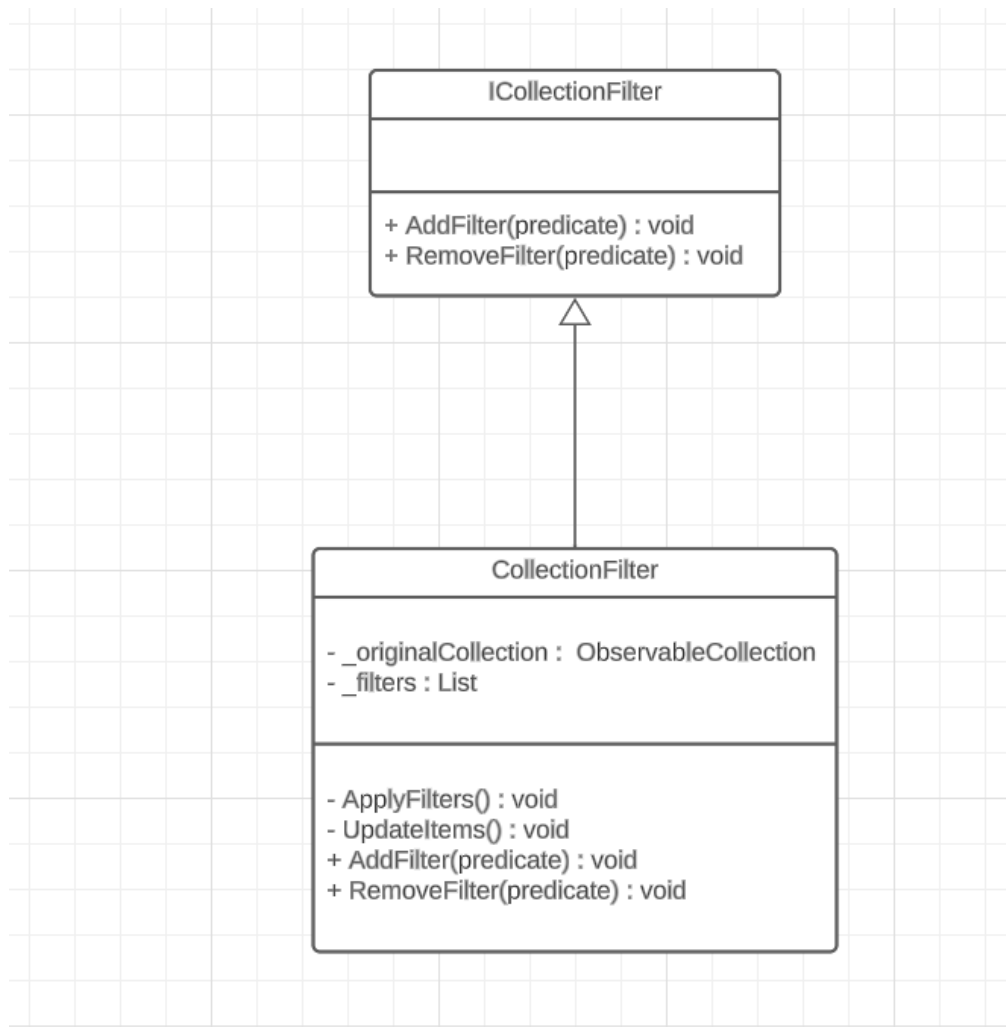 ICollectionFilter
+ AddFilter(predicate) : void
+ RemoveFilter(predicate) : void
CollectionFilter
- _originalCollection :  ObservableCollection
- _filters : List
- ApplyFilters() : void
- UpdateItems() : void
+ AddFilter(predicate) : void
+ RemoveFilter(predicate) : void